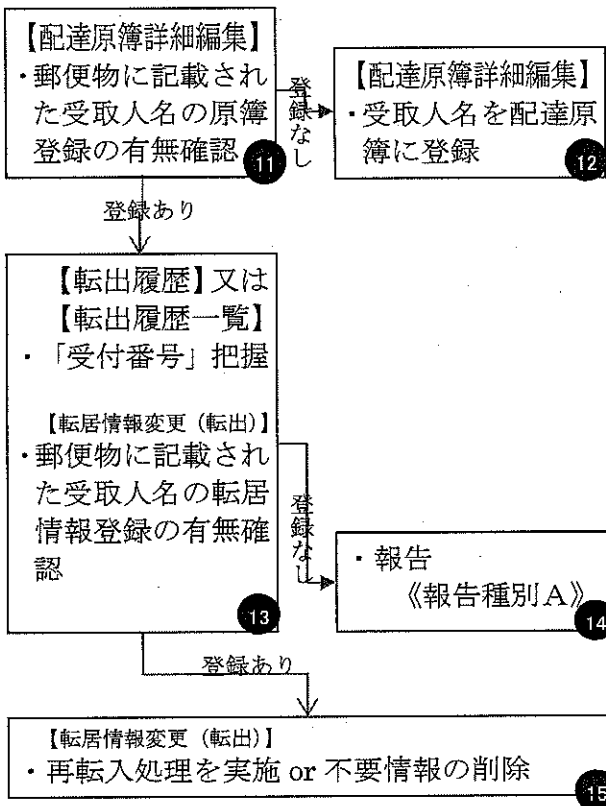 【配達原簿詳細編集】
・郵便物に記載され
た受取人名の原簿
登録の有無確認
11
登録なし
【配達原簿詳細編集】
・受取人名を配達原
簿に登録
12
登録あり
【転出履歴】又は
【転出履歴一覧】
・「受付番号」把握
【転居情報変更（転出）】
・郵便物に記載され
た受取人名の転居
情報登録の有無確
認
13
登録なし
・報告
《報告種別A》
14
登録あり
【転居情報変更（転出）】
・再転入処理を実施 or 不要情報の削除
15